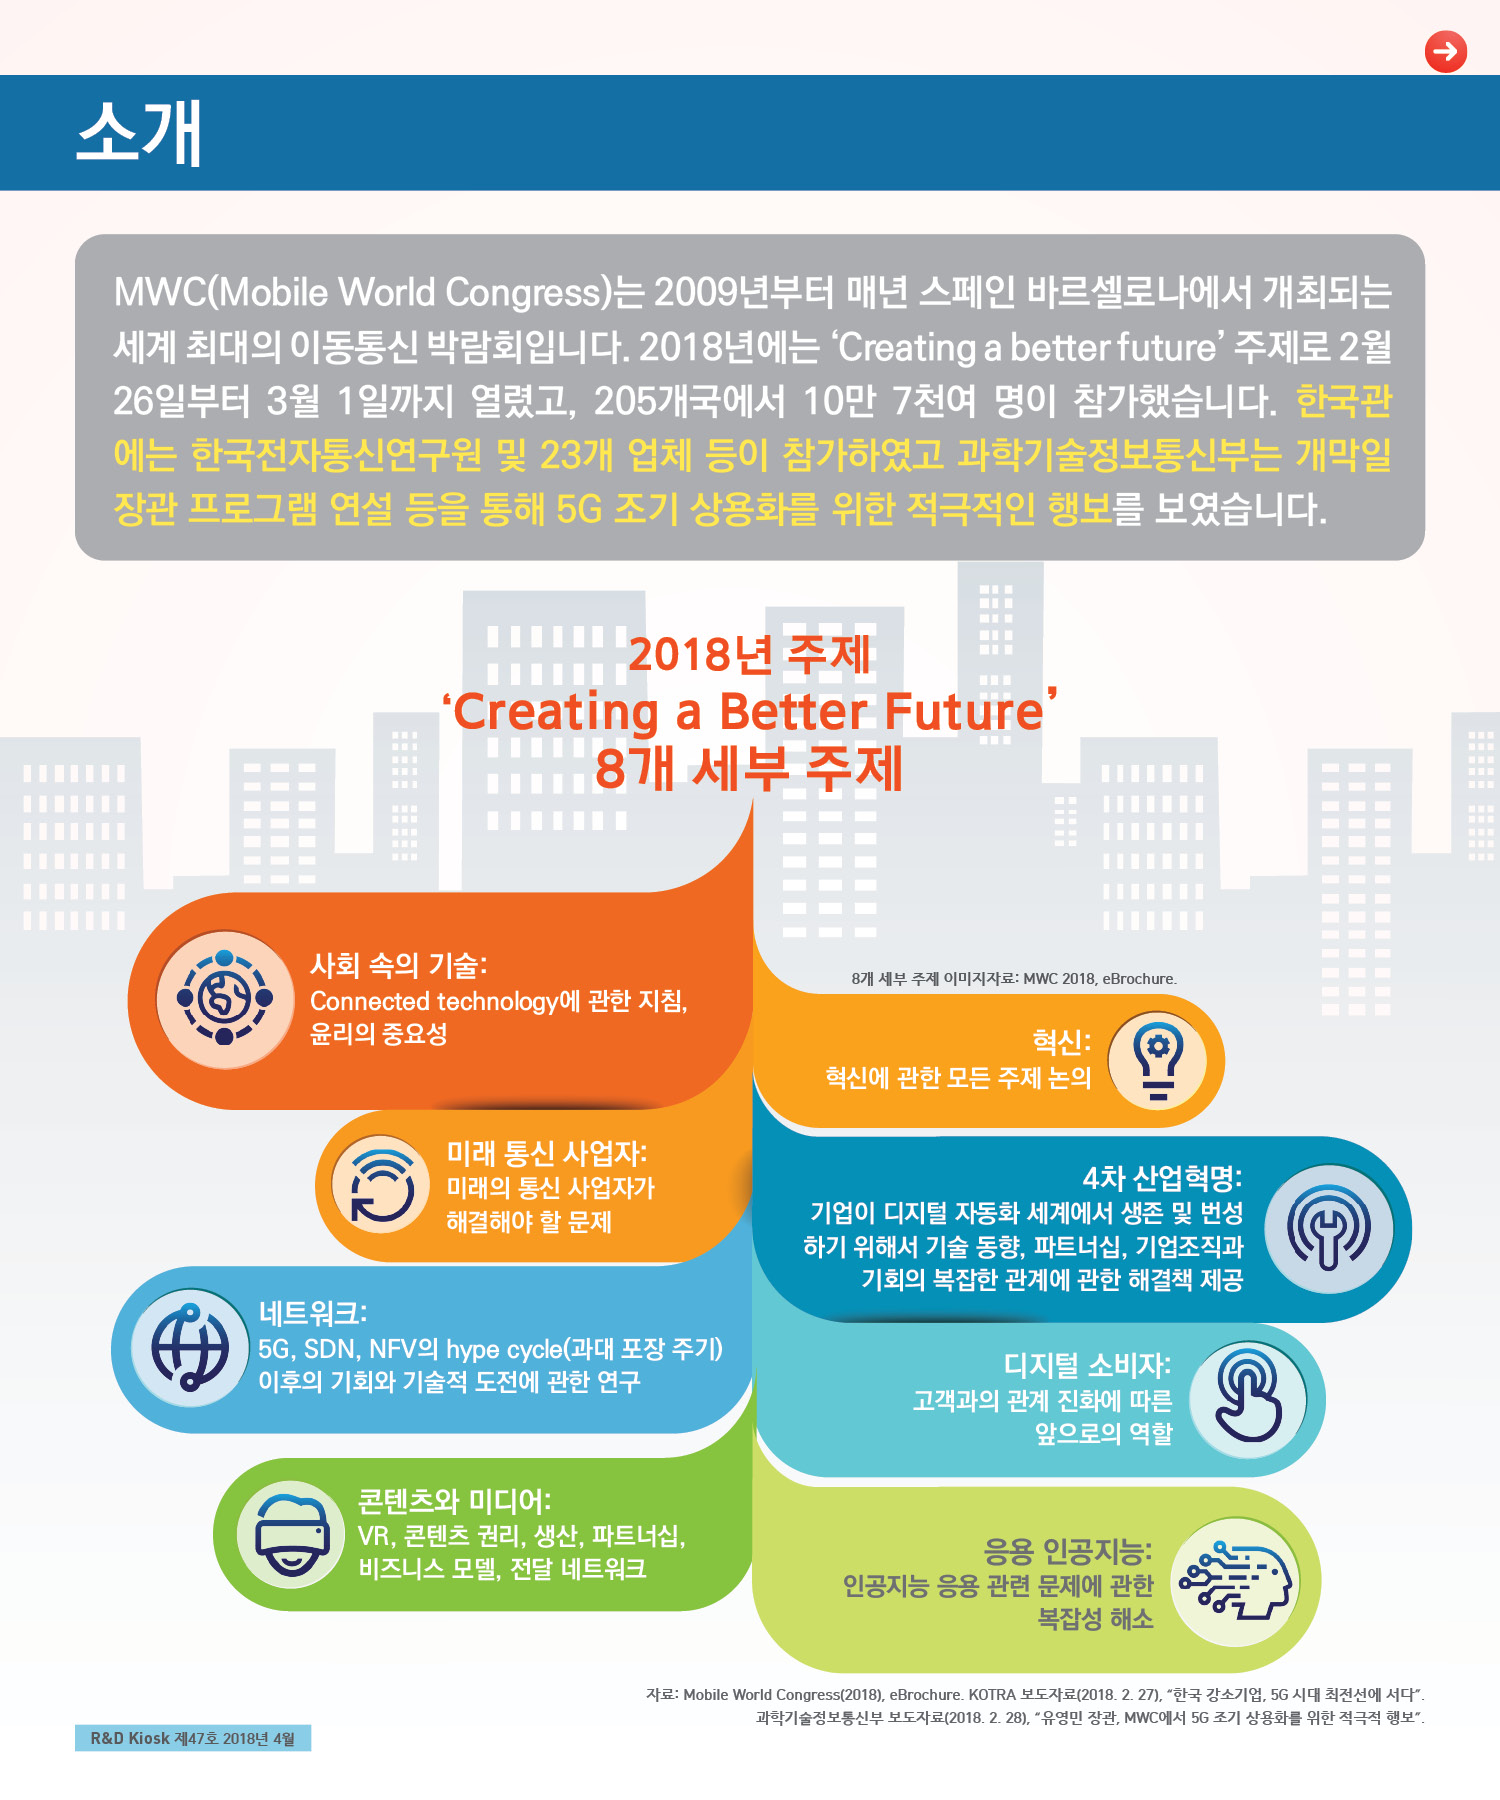 소개
MWC(Mobile World Congress)는 2009년부터 매년 스페인 바르셀로나에서 개최되는
세계 최대의 이동통신 박람회입니다. 2018년에는 ‘Creating a better future’ 주제로 2월
26일부터 3월 1일까지 열렸고, 205개국에서 10만 7천여 명이 참가했습니다. 한국관
에는 한국전자통신연구원 및 23개 업체 등이 참가하였고 과학기술정보통신부는 개막일
장관 프로그램 연설 등을 통해 5G 조기 상용화를 위한 적극적인 행보를 보였습니다.
2018년 주제
‘Creating a Better Future’
8개 세부 주제
사회 속의 기술:
Connected technology에 관한 지침,
윤리의 중요성
8개 세부 주제 이미지자료: MWC 2018, eBrochure.
혁신:
혁신에 관한 모든 주제 논의
미래 통신 사업자:
미래의 통신 사업자가
해결해야 할 문제
4차 산업혁명:
기업이 디지털 자동화 세계에서 생존 및 번성
하기 위해서 기술 동향, 파트너십, 기업조직과
기회의 복잡한 관계에 관한 해결책 제공
네트워크:
5G, SDN, NFV의 hype cycle(과대 포장 주기)
이후의 기회와 기술적 도전에 관한 연구
디지털 소비자:
고객과의 관계 진화에 따른
앞으로의 역할
콘텐츠와 미디어:
VR, 콘텐츠 권리, 생산, 파트너십,
비즈니스 모델, 전달 네트워크
응용 인공지능:
인공지능 응용 관련 문제에 관한
복잡성 해소
자료: Mobile World Congress(2018), eBrochure. KOTRA 보도자료(2018. 2. 27), “한국 강소기업, 5G 시대 최전선에 서다”.
과학기술정보통신부 보도자료(2018. 2. 28), “유영민 장관, MWC에서 5G 조기 상용화를 위한 적극적 행보”.
R&D Kiosk 제47호 2018년 4월